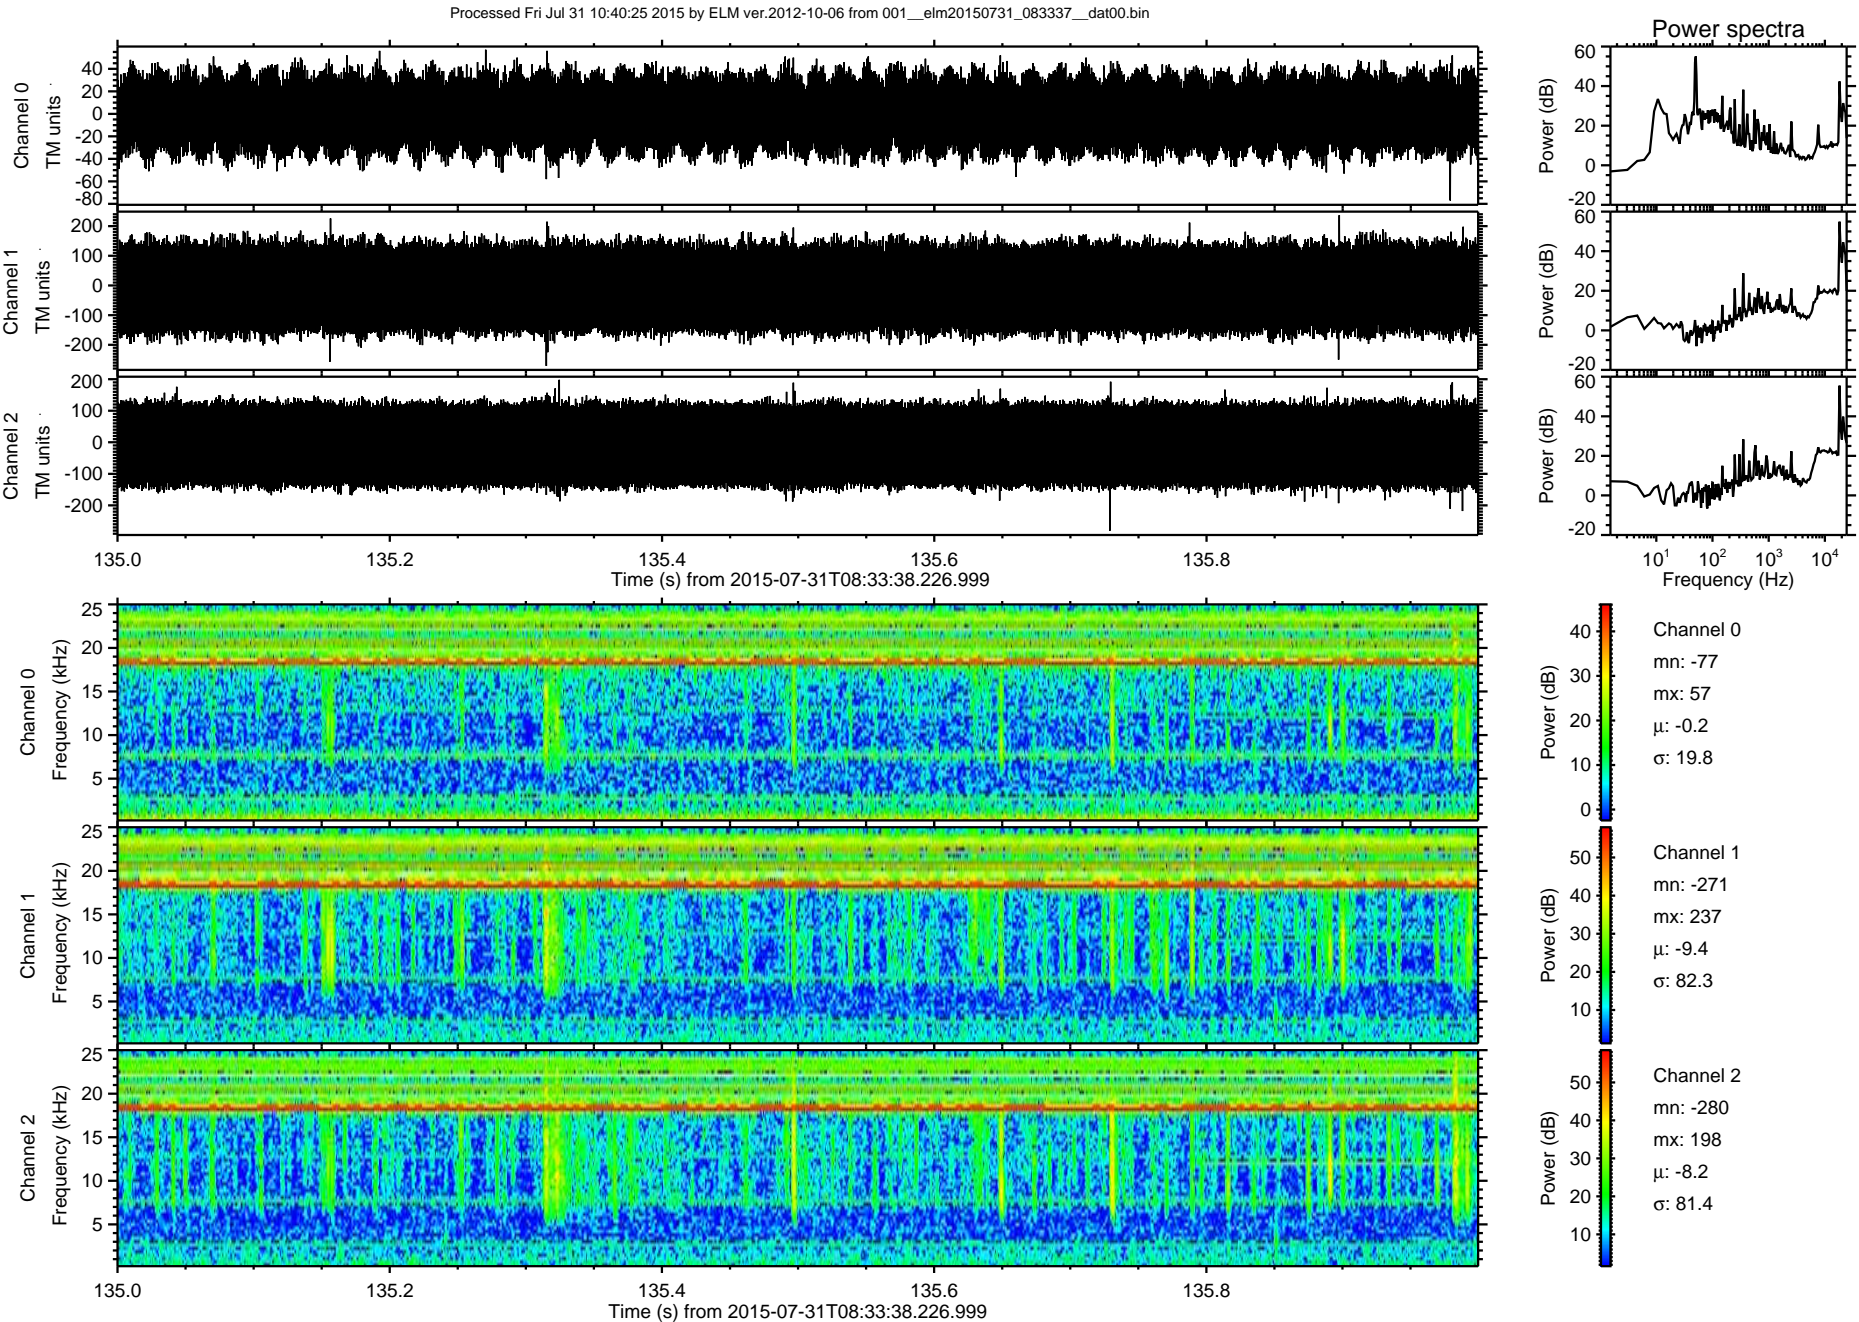 Processed Fri Jul 31 10:40:25 2015 by ELM ver.2012-10-06 from 001__elm20150731_083337__dat00.bin
Power spectra
Channel 0
TM units
40
20
0
-20
-40
-60
-80
Power (dB)
60
40
20
0
-20
Channel 1
TM units
200
100
0
-100
-200
Power (dB)
60
40
20
0
-20
Channel 2
TM units
200
100
0
-100
-200
Power (dB)
60
40
20
0
-20
135.0 135.2 135.4 135.6 135.8
Time (s) from 2015-07-31T08:33:38.226.999
10¹ 10² 10³ 10⁴
Frequency (Hz)
Channel 0
Frequency (kHz)
25
20
15
10
5
Power (dB)
40
30
20
10
0
Channel 0
mn: -77
mx: 57
μ: -0.2
σ: 19.8
Channel 1
Frequency (kHz)
25
20
15
10
5
Power (dB)
50
40
30
20
10
Channel 1
mn: -271
mx: 237
μ: -9.4
σ: 82.3
Channel 2
Frequency (kHz)
25
20
15
10
5
Power (dB)
50
40
30
20
10
Channel 2
mn: -280
mx: 198
μ: -8.2
σ: 81.4
135.0 135.2 135.4 135.6 135.8
Time (s) from 2015-07-31T08:33:38.226.999